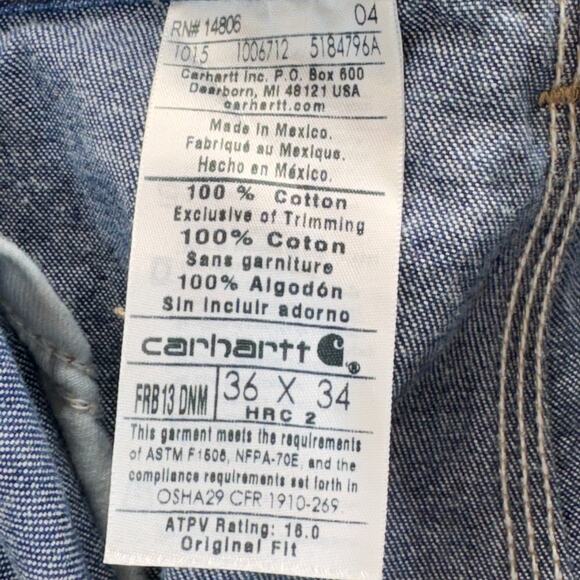 RN# 14806 04
1015 1006712 5184796A
Carhartt Inc. P.O. Box 600
Dearborn, MI 48121 USA
carhartt.com
Made in Mexico.
Fabriqué au Mexique.
Hecho en México.
100 % Cotton
Exclusive of Trimming
100% Coton
Sans garniture
100% Algodón
Sin incluir adorno
carhartt
FRB13 DNM 36 X 34
HRC 2
This garment meets the requirements
of ASTM F1506, NFPA-70E, and the
compliance requirements set forth in
OSHA29 CFR 1910-269.
ATPV Rating: 16.0
Original Fit